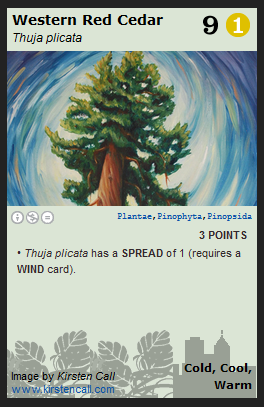 Western Red Cedar 9 1
Thuja plicata
Plantae, Pinophyta, Pinopsida
3 POINTS
• Thuja plicata has a SPREAD of 1 (requires a
WIND card).
Cold, Cool,
Warm
Image by Kirsten Call
www.kirstencall.com